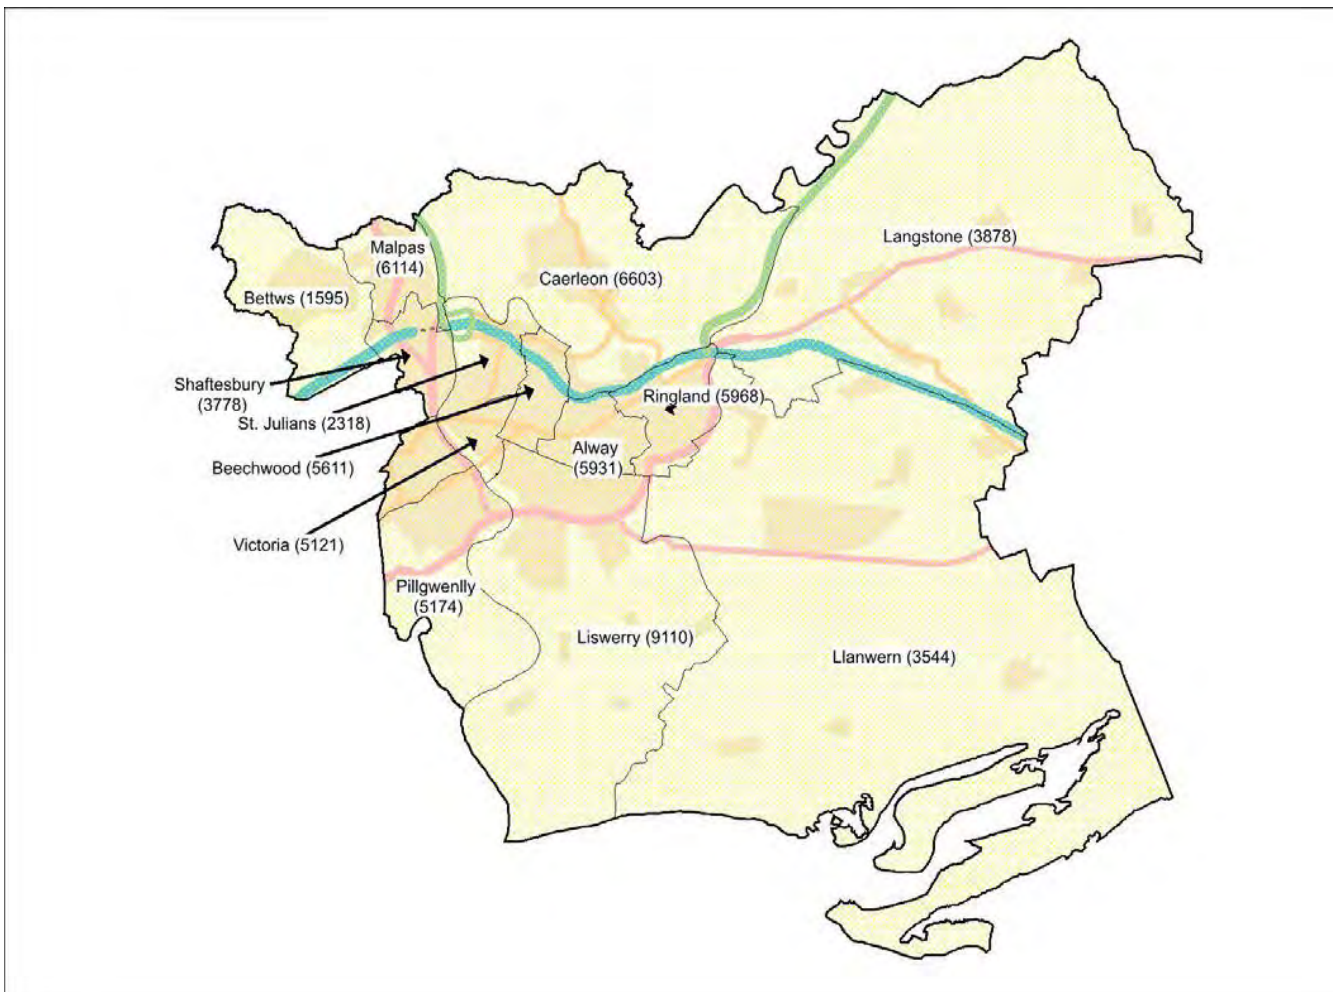 Langstone (3878)
Malpas
(6114)
Caerleon (6603)
Bettws (1595)
Shaftesbury
(3778)
Ringland (5968)
St. Julians (2318)
Alway
(5931)
Beechwood (5611)
Victoria (5121)
Pillgwenlly
(5174)
Liswerry (9110)
Llanwern (3544)